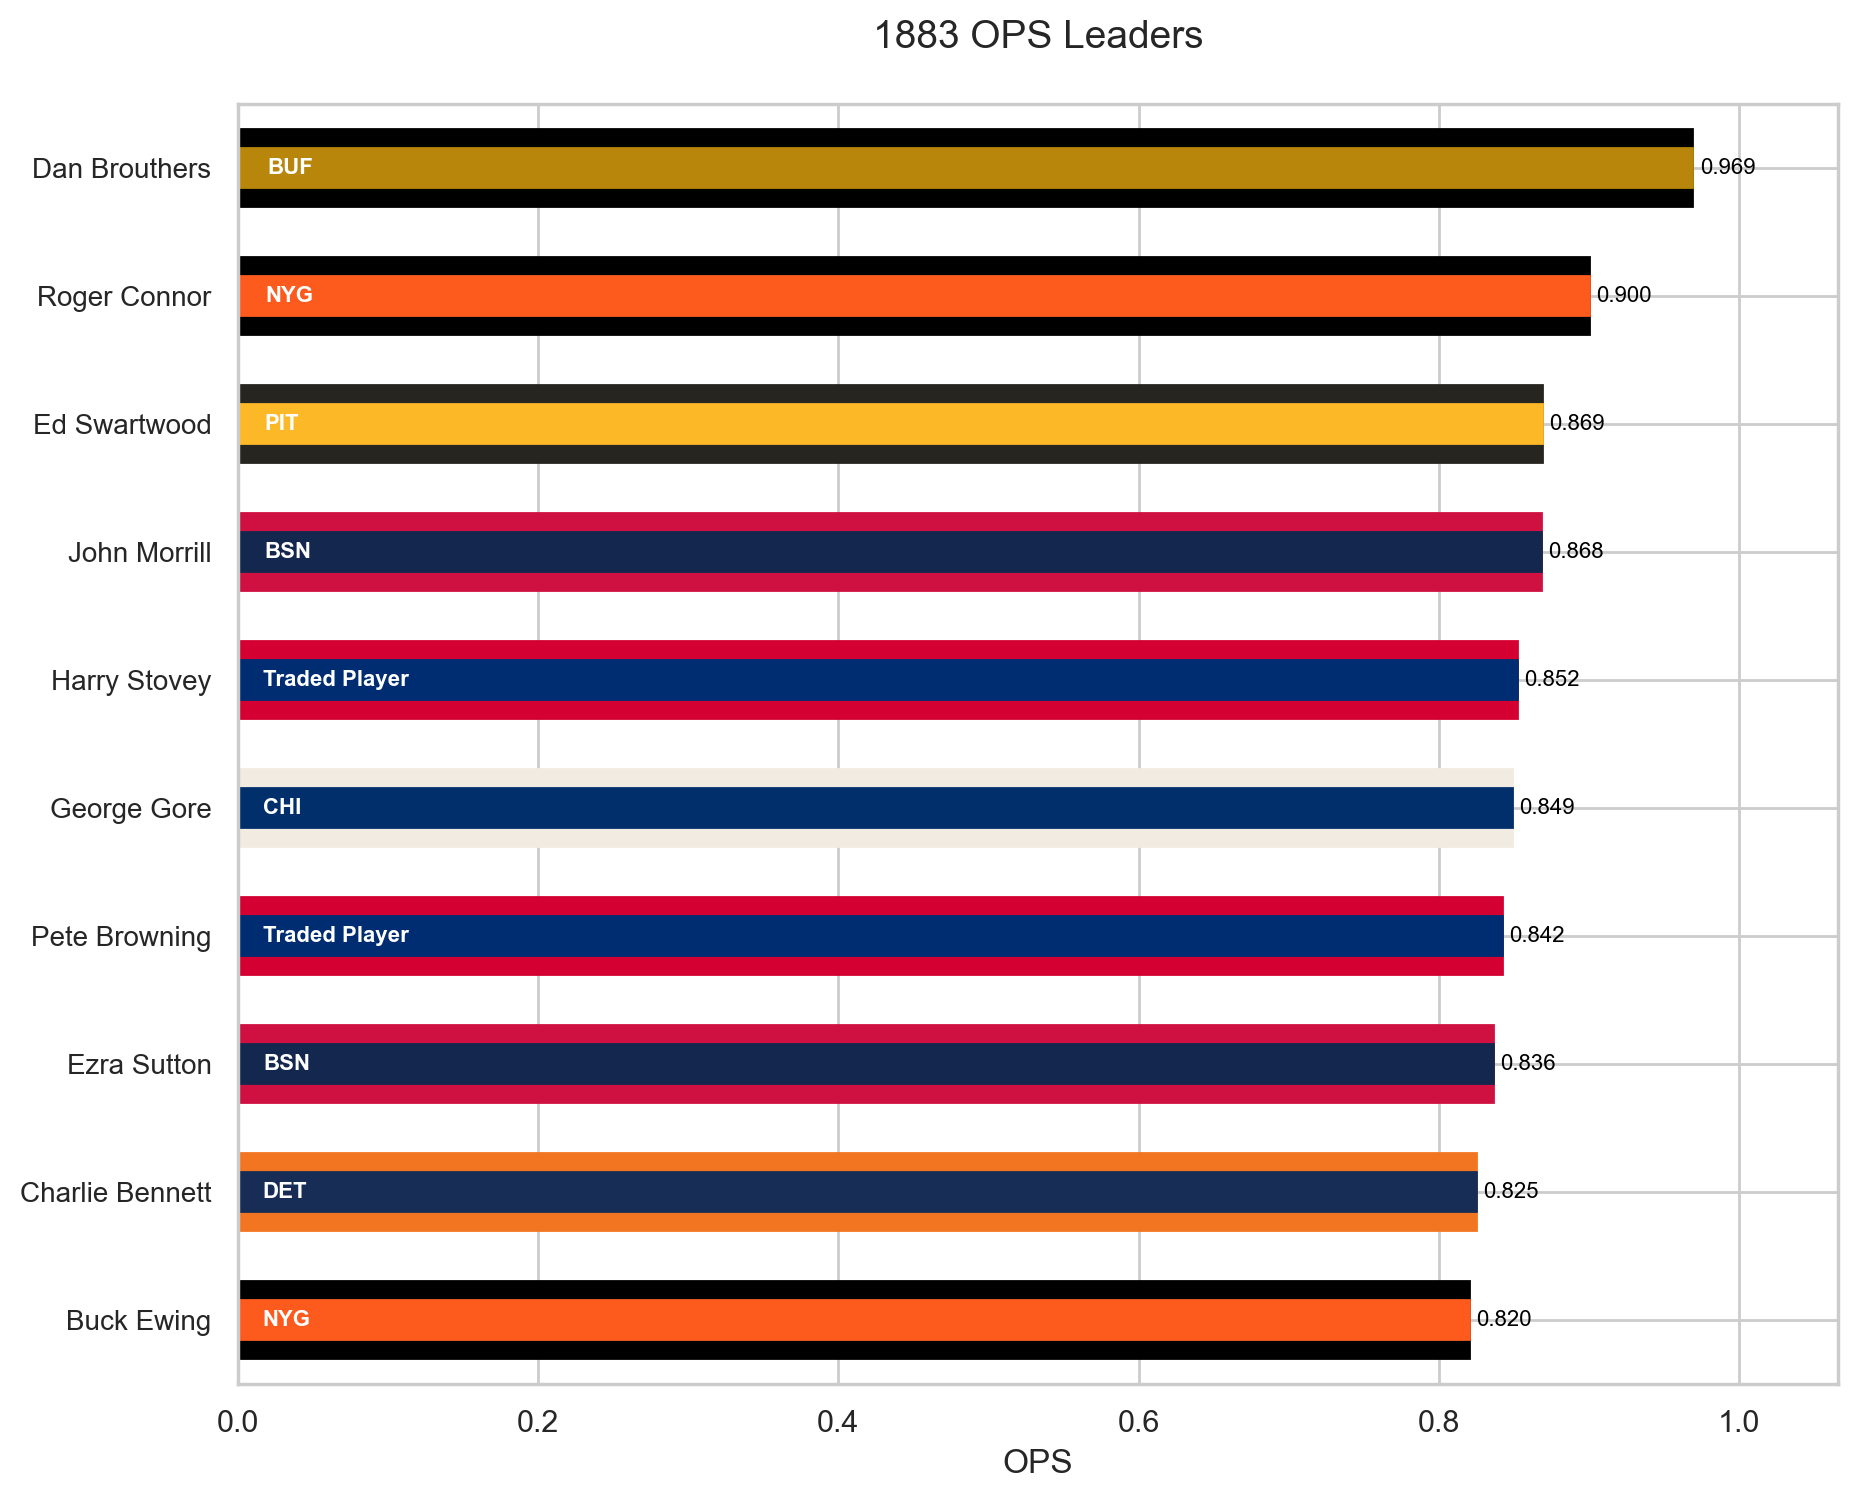 1883 OPS Leaders
Dan Brouthers BUF 0.969
Roger Connor NYG 0.900
Ed Swartwood PIT 0.869
John Morrill BSN 0.868
Harry Stovey Traded Player 0.852
George Gore CHI 0.849
Pete Browning Traded Player 0.842
Ezra Sutton BSN 0.836
Charlie Bennett DET 0.825
Buck Ewing NYG 0.820
0.0 0.2 0.4 0.6 0.8 1.0
OPS